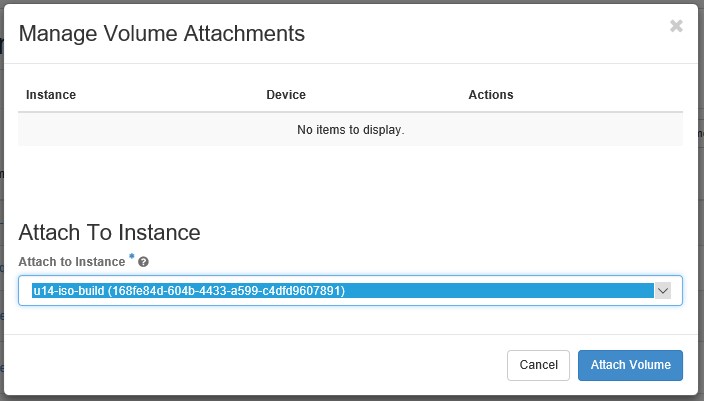 Manage Volume Attachments
Instance Device Actions
No items to display.
Attach To Instance
Attach to Instance *
u14-iso-build (168fe84d-604b-4433-a599-c4dfd9607891)
Cancel Attach Volume